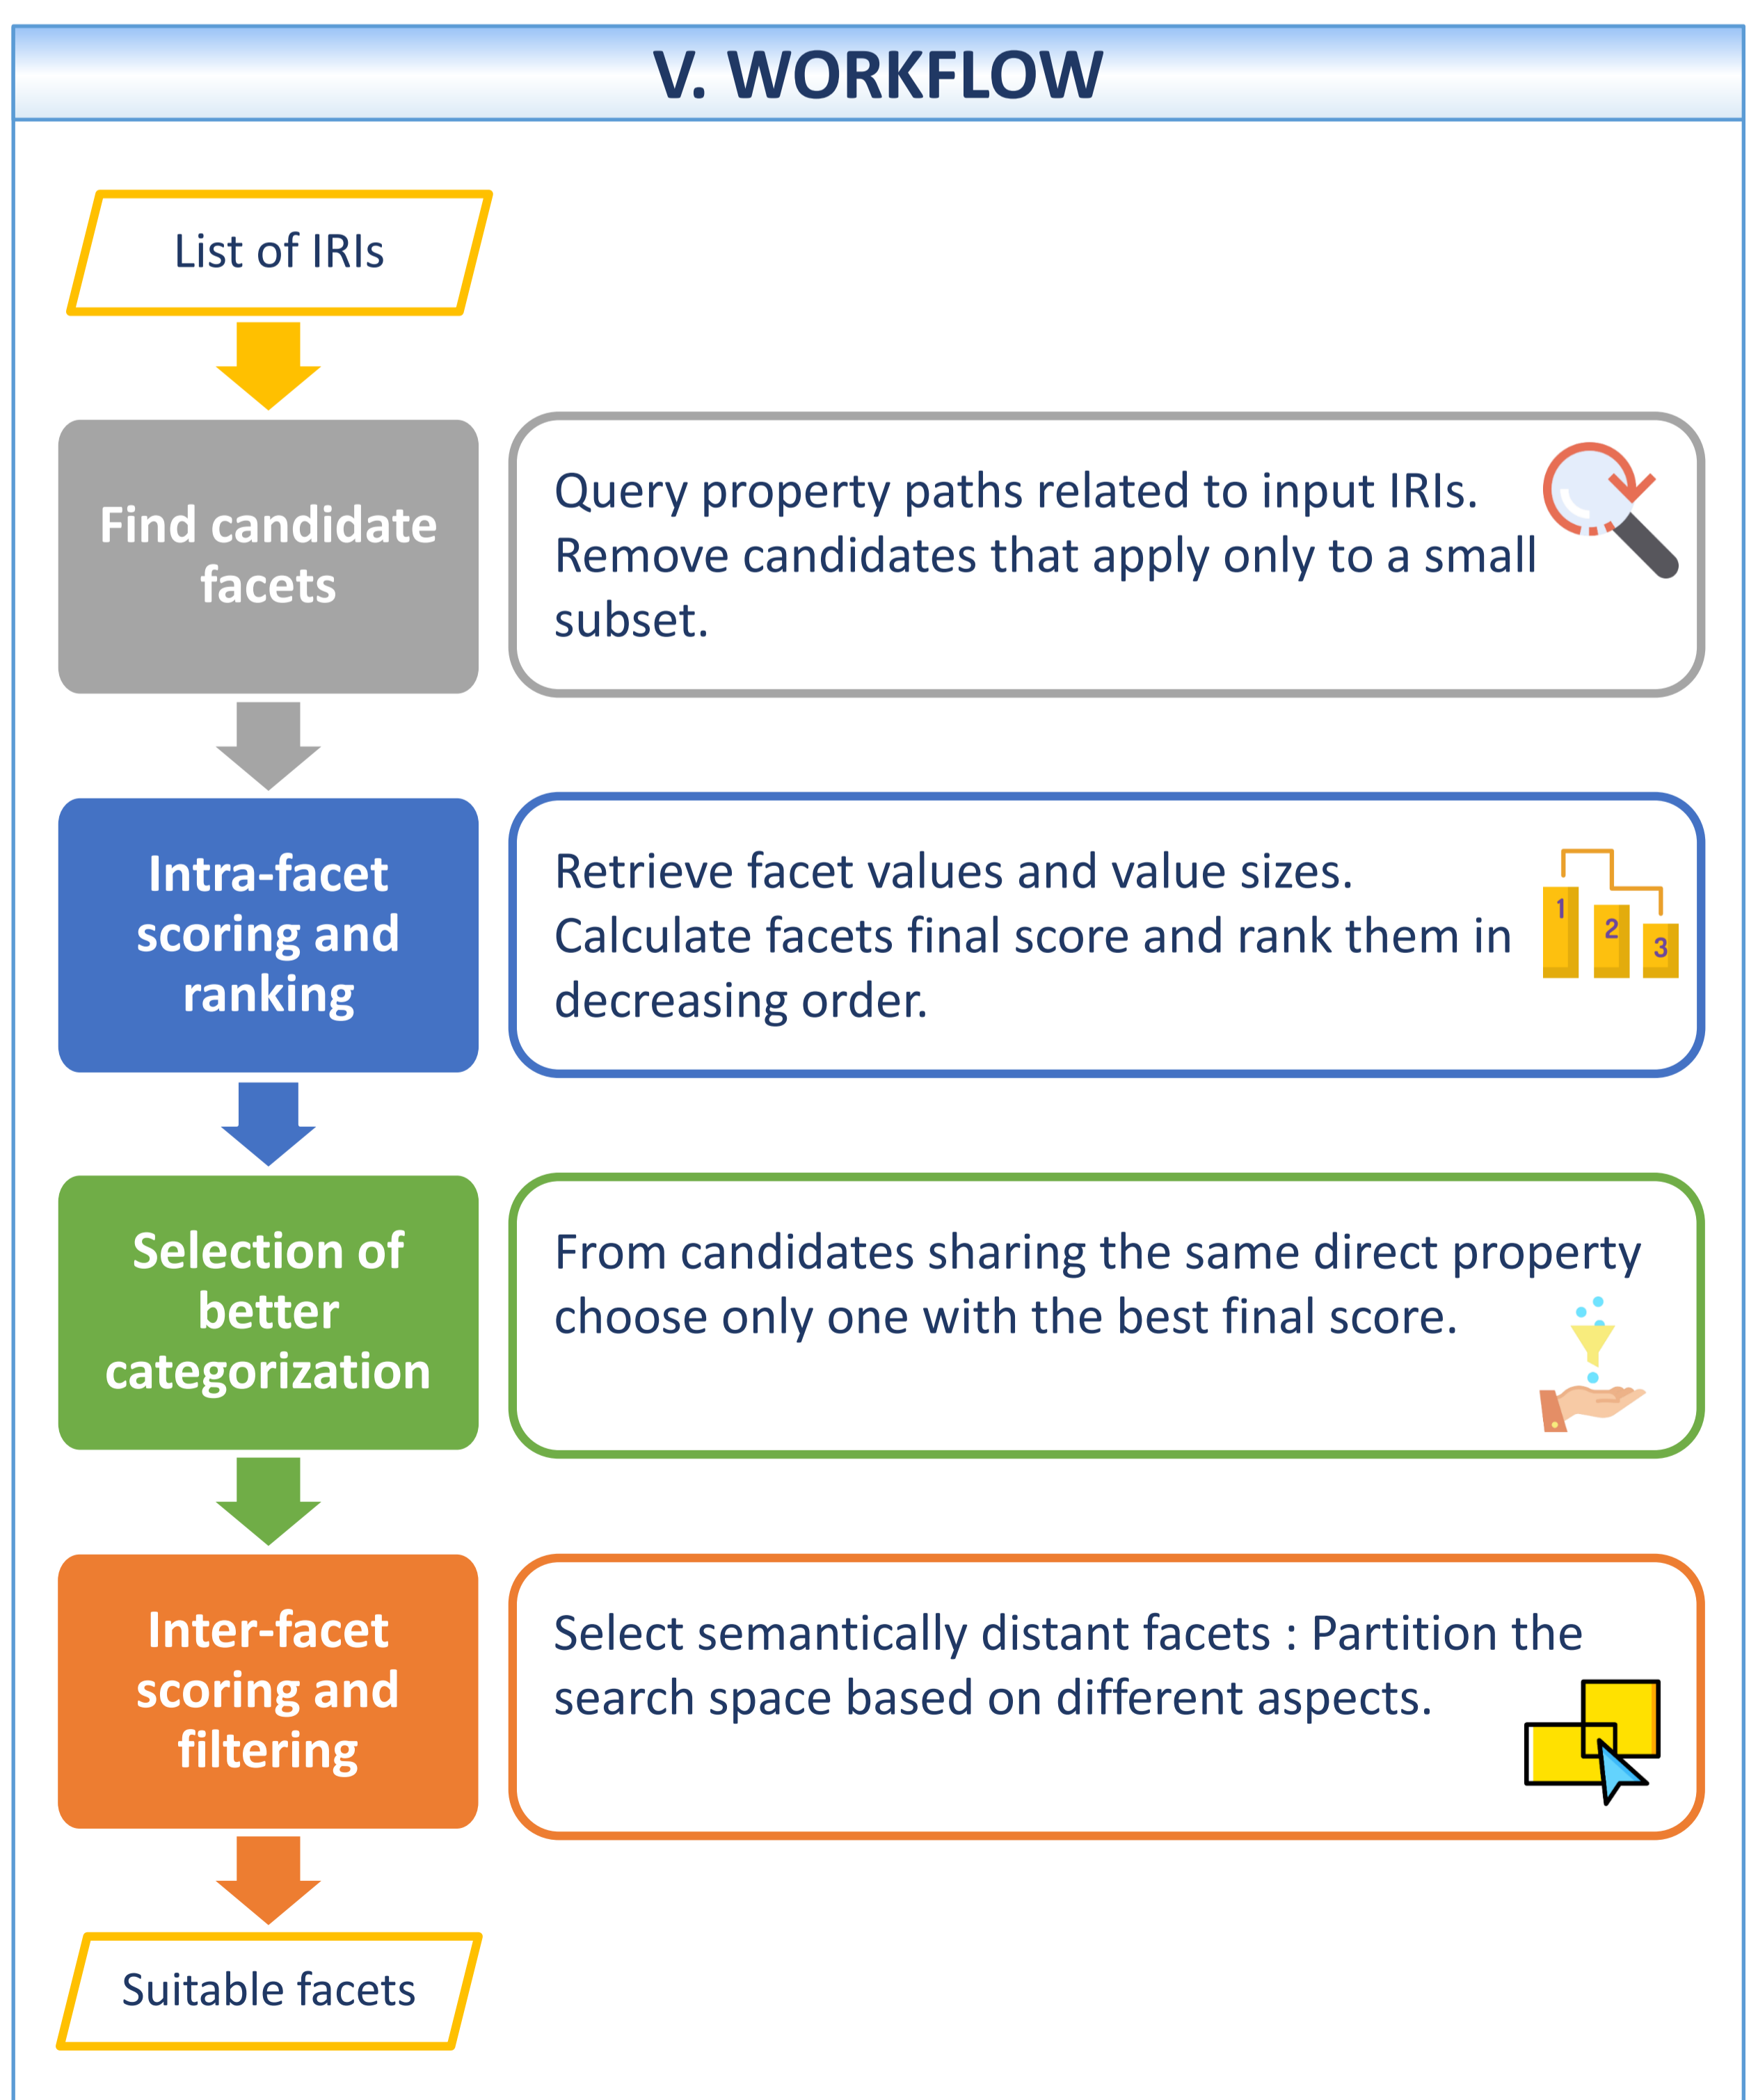 V. WORKFLOW
List of IRIs
Find candidate
facets
Query property paths related to input IRIs.
Remove candidates that apply only to a small
subset.
Intra-facet
scoring and
ranking
Retrieve facet values and value sizes.
Calculate facets final score and rank them in
decreasing order.
1
2
3
Selection of
better
categorization
From candidates sharing the same direct property
choose only one with the best final score.
Inter-facet
scoring and
filtering
Select semantically distant facets : Partition the
search space based on different aspects.
Suitable facets